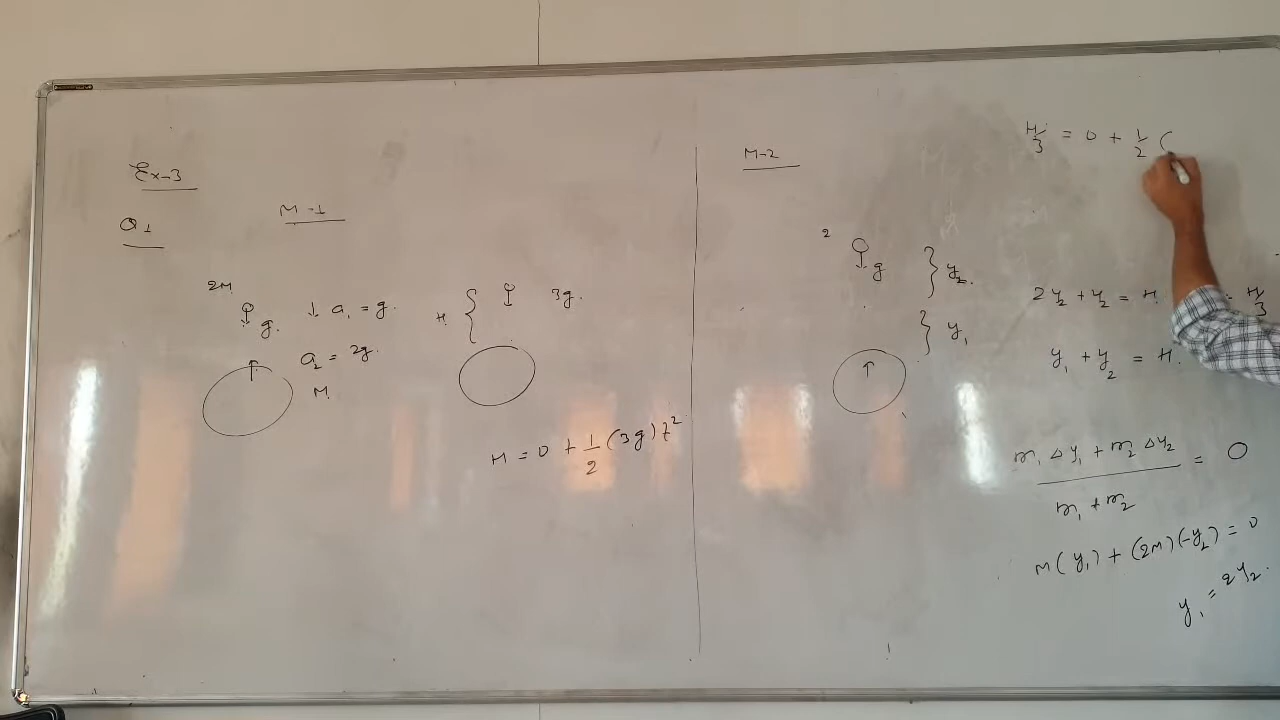 Ex-3
Q1
M-1
2M
g.
↓ a₁ = g.
a₂ = 2g.
M
H
3g.
H = 0 + 1/2 (3g) t²
M-2
2
g
} y₂
} y₁
H/3 = 0 + 1/2 (
2y₂ + y₂ = H
H/3
y₁ + y₂ = H.
(m₁ Δy₁ + m₂ Δy₂)/(m₁ + m₂) = 0
M(y₁) + (2M)(-y₂) = 0
y₁ = 2y₂.